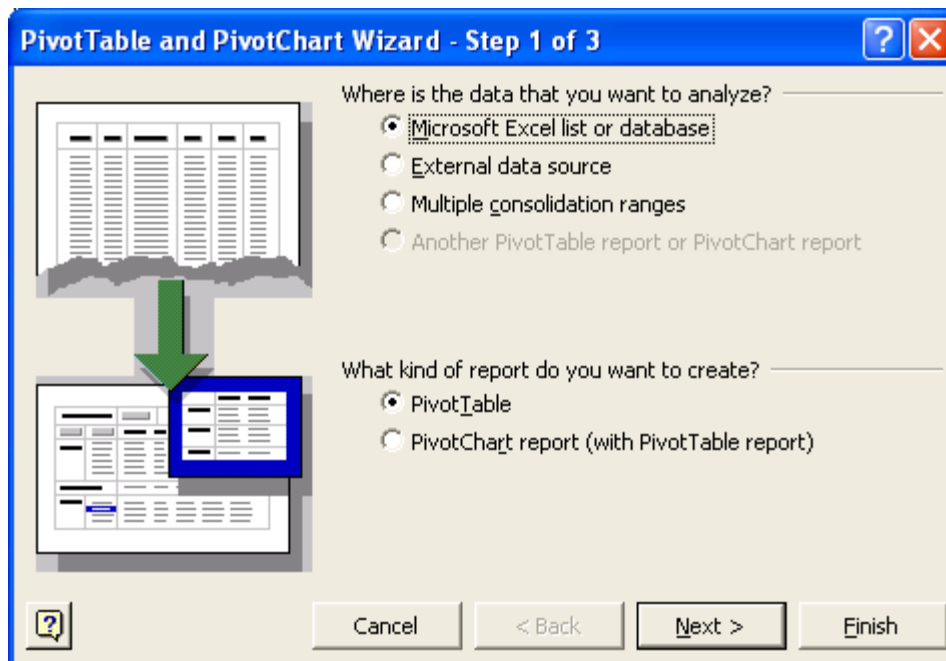 PivotTable and PivotChart Wizard - Step 1 of 3
Where is the data that you want to analyze?
Microsoft Excel list or database
External data source
Multiple consolidation ranges
Another PivotTable report or PivotChart report
What kind of report do you want to create?
PivotTable
PivotChart report (with PivotTable report)
Cancel
< Back
Next >
Finish